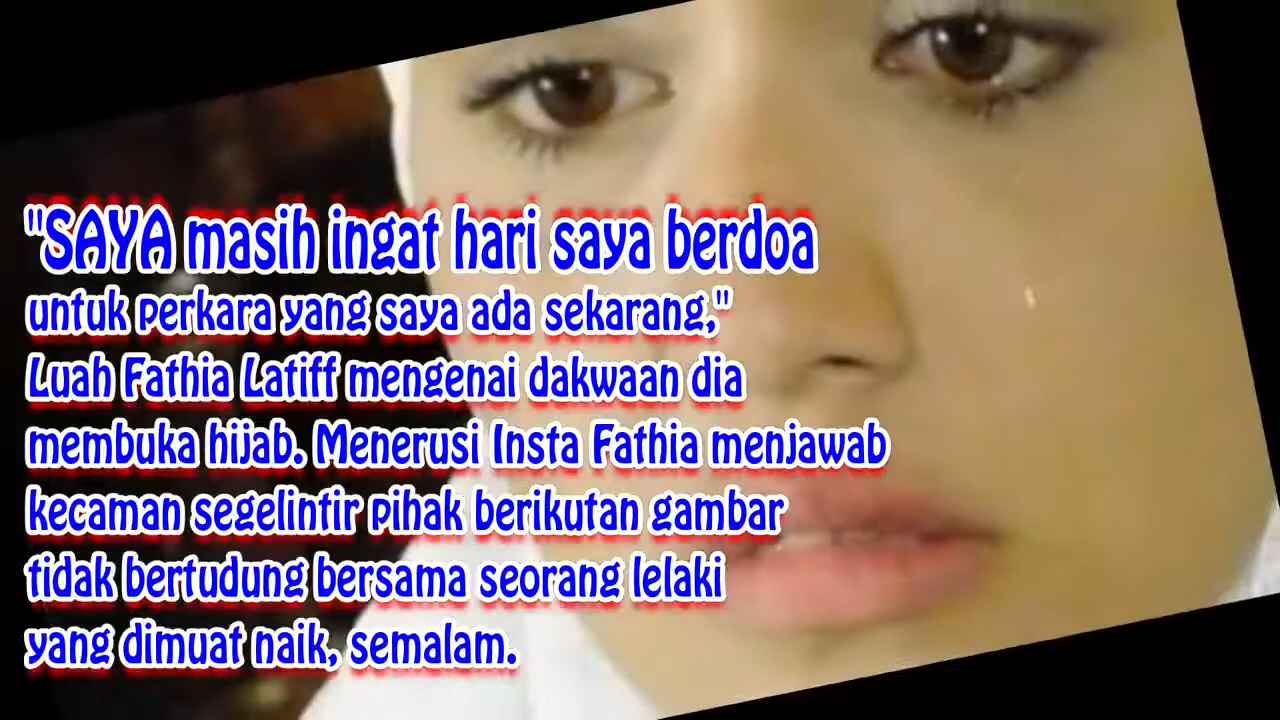 "SAYA masih ingat hari saya berdoa
untuk perkara yang saya ada sekarang,"
Luah Fathia Latiff mengenai dakwaan dia
membuka hijab. Menerusi Insta Fathia menjawab
kecaman segelintir pihak berikutan gambar
tidak bertudung bersama seorang lelaki
yang dimuat naik, semalam.